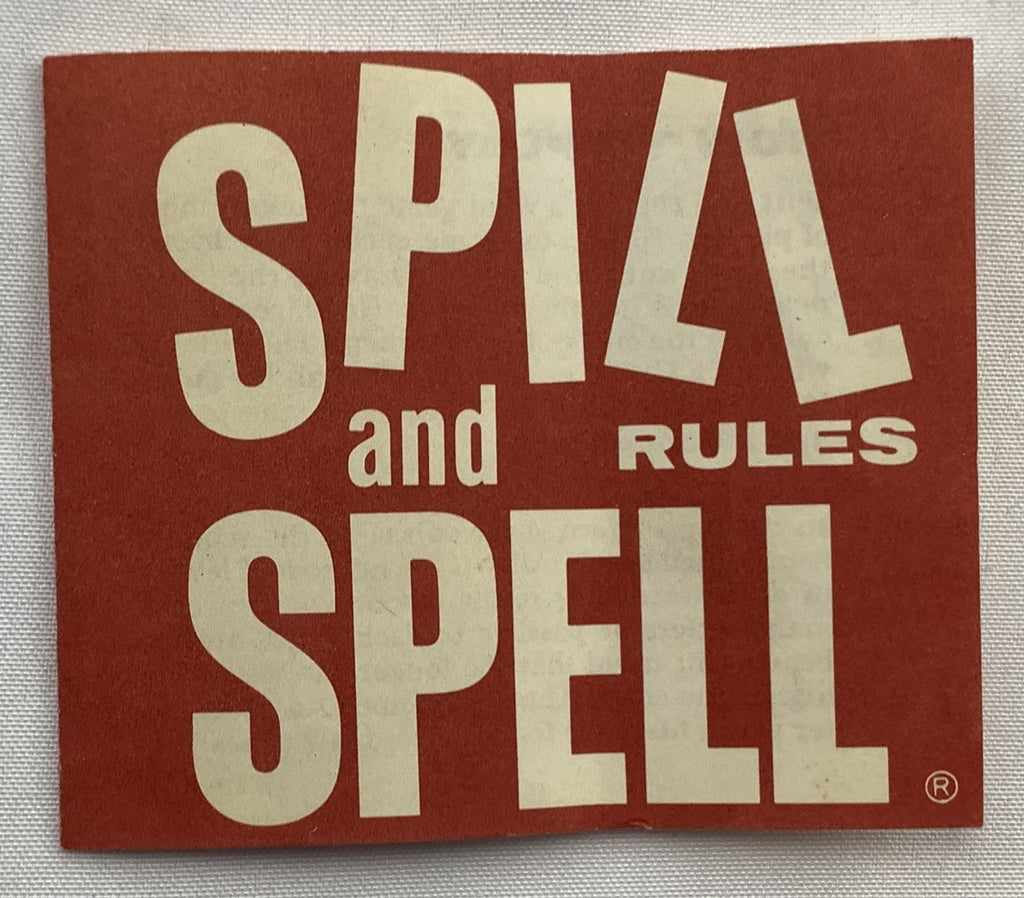 SPILL
and RULES
SPELL ®